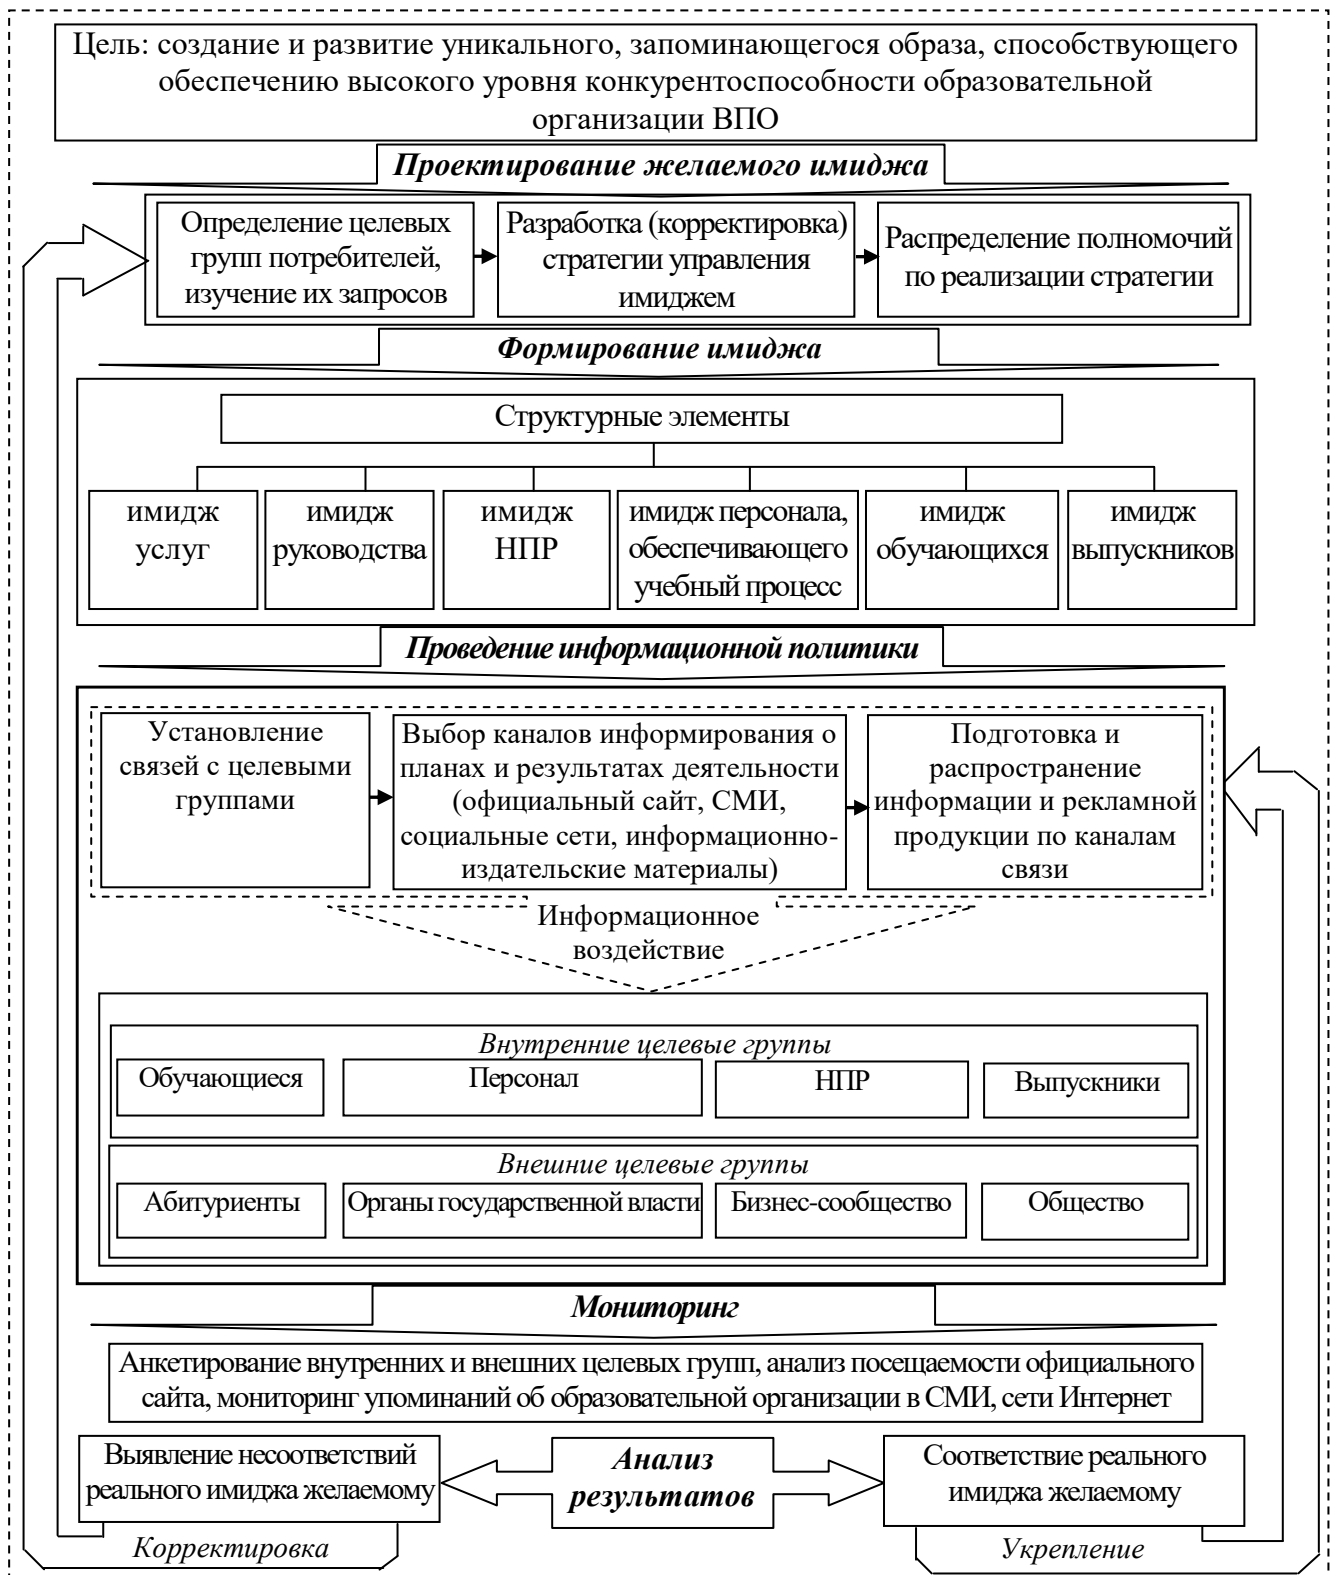 Цель: создание и развитие уникального, запоминающегося образа, способствующего
обеспечению высокого уровня конкурентоспособности образовательной
организации ВПО
Проектирование желаемого имиджа
Определение целевых
групп потребителей,
изучение их запросов
Разработка (корректировка)
стратегии управления
имиджем
Распределение полномочий
по реализации стратегии
Формирование имиджа
Структурные элементы
имидж
услуг
имидж
руководства
имидж
НПР
имидж персонала,
обеспечивающего
учебный процесс
имидж
обучающихся
имидж
выпускников
Проведение информационной политики
Установление
связей с целевыми
группами
Выбор каналов информирования о
планах и результатах деятельности
(официальный сайт, СМИ,
социальные сети, информационно-
издательские материалы)
Подготовка и
распространение
информации и рекламной
продукции по каналам
связи
Информационное
воздействие
Внутренние целевые группы
Обучающиеся
Персонал
НПР
Выпускники
Внешние целевые группы
Абитуриенты
Органы государственной власти
Бизнес-сообщество
Общество
Мониторинг
Анкетирование внутренних и внешних целевых групп, анализ посещаемости официального
сайта, мониторинг упоминаний об образовательной организации в СМИ, сети Интернет
Выявление несоответствий
реального имиджа желаемому
Анализ
результатов
Соответствие реального
имиджа желаемому
Корректировка
Укрепление